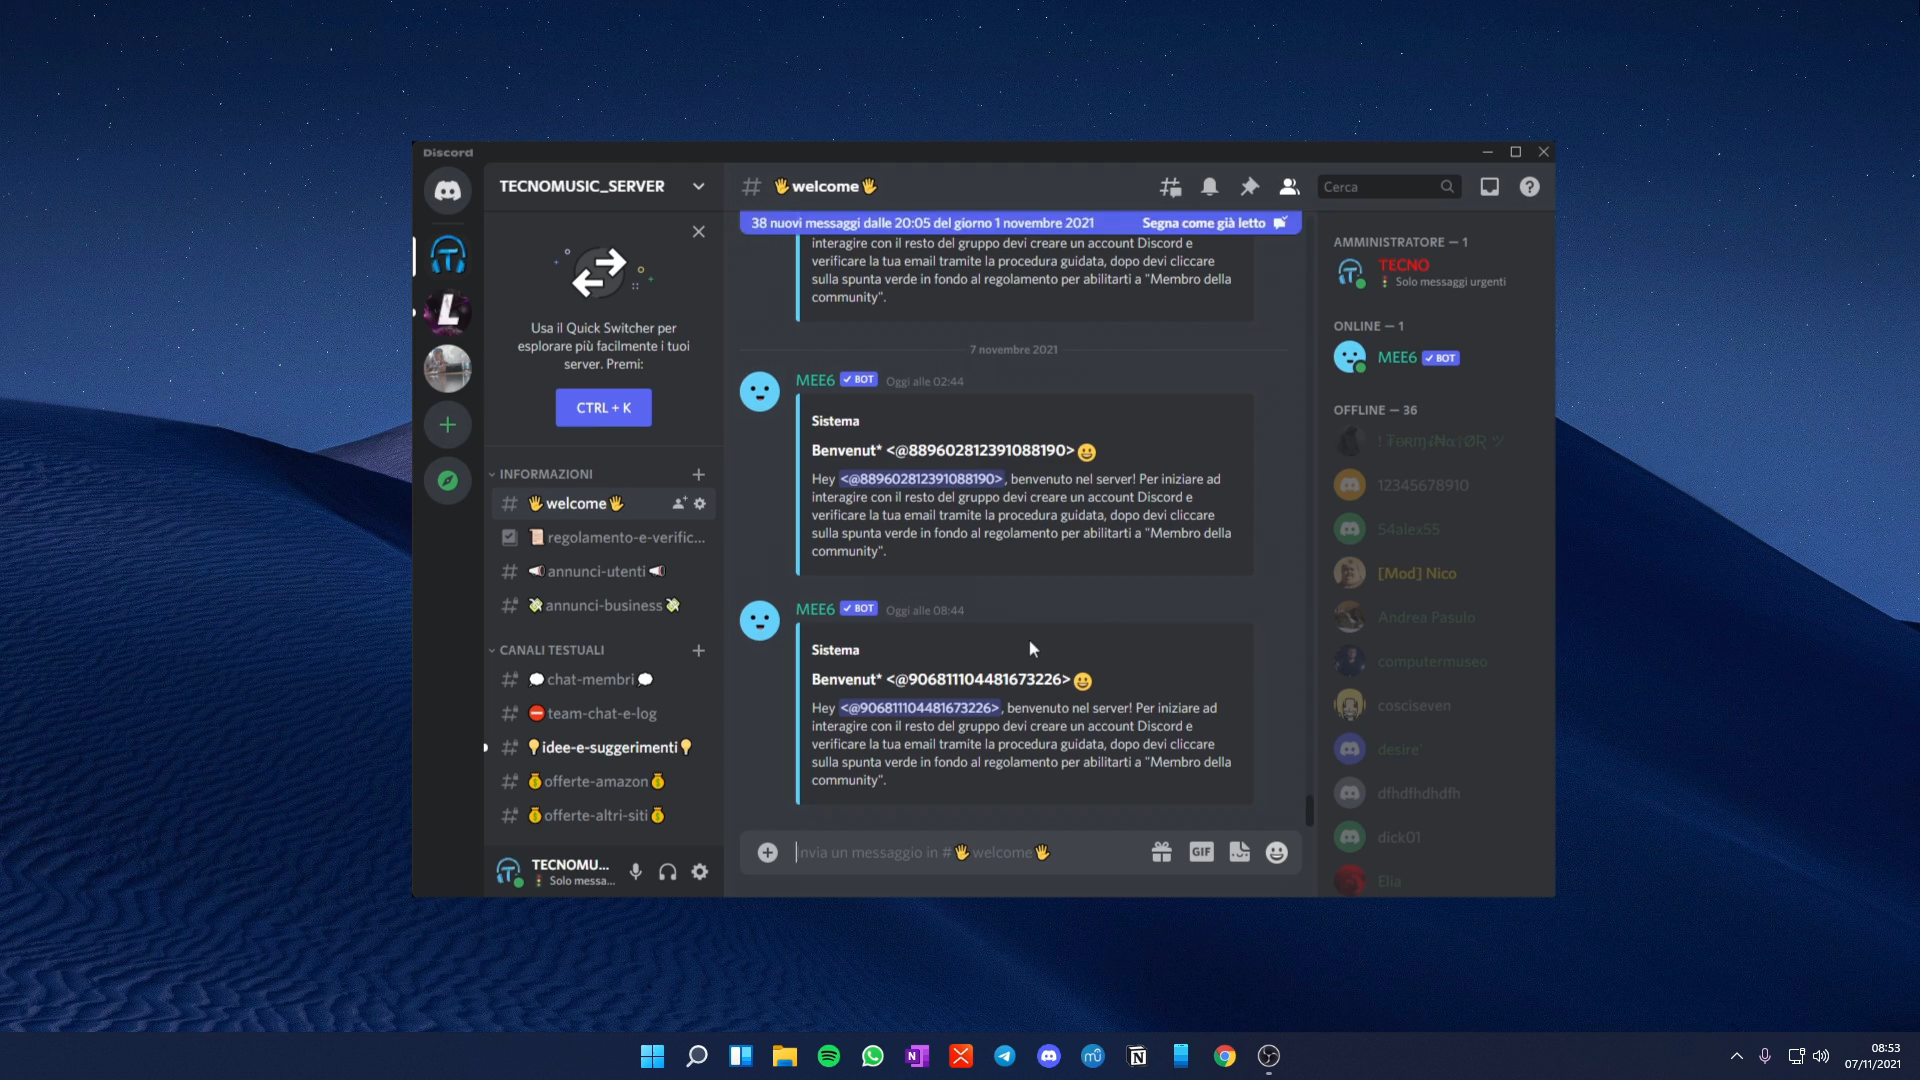 Discord
TECNOMUSIC_SERVER
Usa il Quick Switcher per
esplorare più facilmente i tuoi
server. Premi:
CTRL + K
INFORMAZIONI
👋welcome👋
📜regolamento-e-verific...
📢annunci-utenti📢
💸annunci-business💸
CANALI TESTUALI
💭chat-membri💭
⛔team-chat-e-log
💡idee-e-suggerimenti💡
💰offerte-amazon💰
💰offerte-altri-siti💰
TECNOMU...
🚦 Solo messa...
# 👋welcome👋
Cerca
38 nuovi messaggi dalle 20:05 del giorno 1 novembre 2021 Segna come già letto
interagire con il resto del gruppo devi creare un account Discord e
verificare la tua email tramite la procedura guidata, dopo devi cliccare
sulla spunta verde in fondo al regolamento per abilitarti a "Membro della
community".
7 novembre 2021
MEE6 ✓ BOT Oggi alle 02:44
Sistema
Benvenut* <@889602812391088190> 😀
Hey <@889602812391088190>, benvenuto nel server! Per iniziare ad
interagire con il resto del gruppo devi creare un account Discord e
verificare la tua email tramite la procedura guidata, dopo devi cliccare
sulla spunta verde in fondo al regolamento per abilitarti a "Membro della
community".
MEE6 ✓ BOT Oggi alle 08:44
Sistema
Benvenut* <@906811104481673226> 😀
Hey <@906811104481673226>, benvenuto nel server! Per iniziare ad
interagire con il resto del gruppo devi creare un account Discord e
verificare la tua email tramite la procedura guidata, dopo devi cliccare
sulla spunta verde in fondo al regolamento per abilitarti a "Membro della
community".
Invia un messaggio in #👋welcome👋
GIF
AMMINISTRATORE — 1
TECNO
🚦 Solo messaggi urgenti
ONLINE — 1
MEE6 ✓ BOT
OFFLINE — 36
12345678910
54alex55
[Mod] Nico
Andrea Pasulo
computermuseo
cosciseven
desire'
dfhdfhdhdfh
dick01
Elia
08:53
07/11/2021